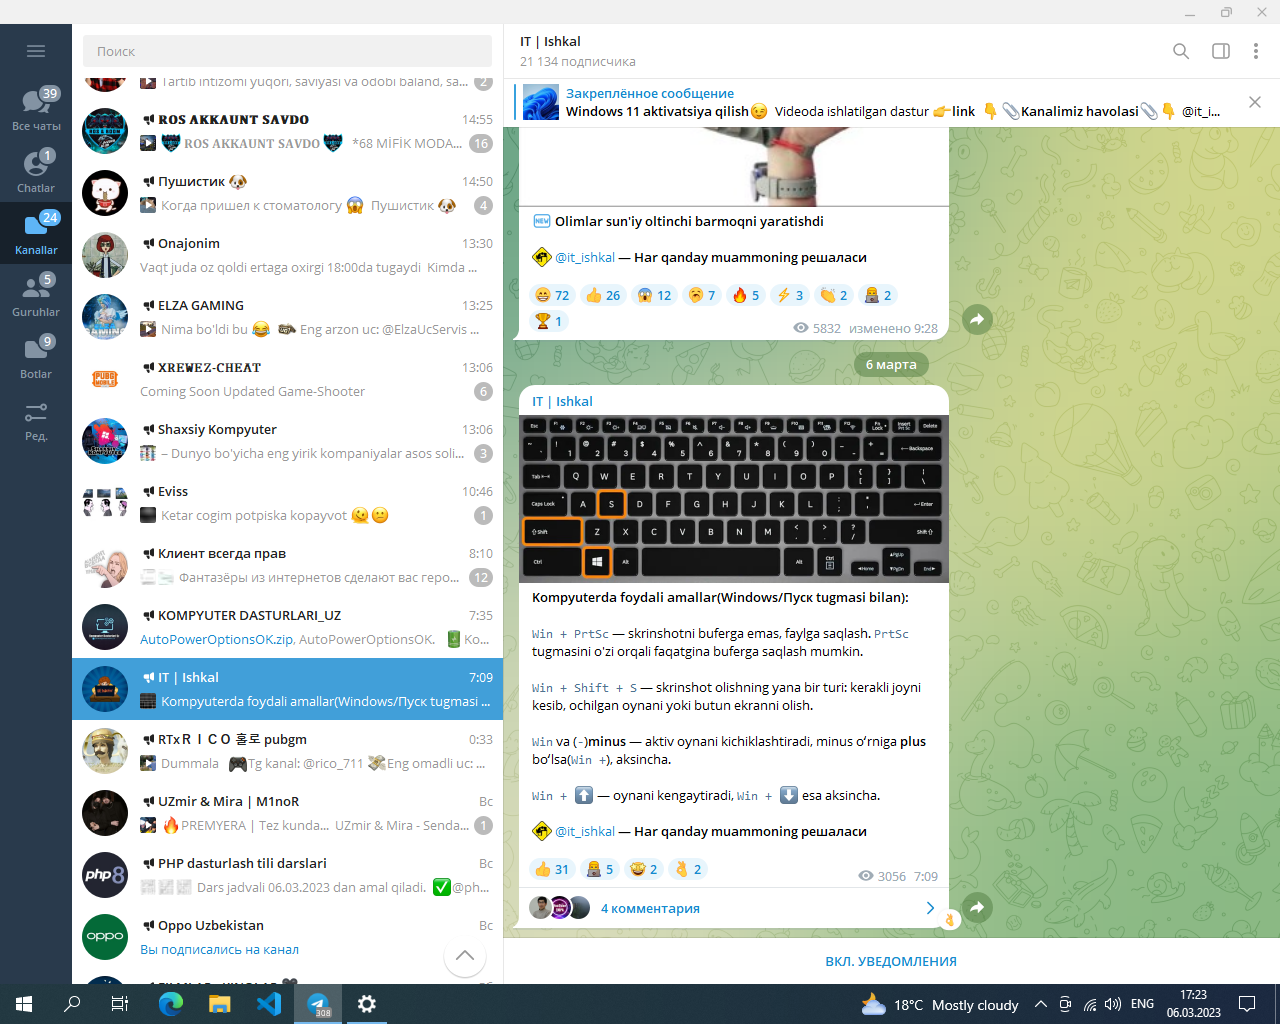 Поиск
IT | Ishkal
21 134 подписчика
Закреплённое сообщение
Windows 11 aktivatsiya qilish😉 Videoda ishlatilgan dastur 👉link 👇📎Kanalimiz havolasi📎👇 @it_i...
39
Все чаты
1
Chatlar
24
Kanallar
5
Guruhlar
9
Botlar
Ред.
Tartib intizomi yuqori, saviyasi va odobi baland, sa... 2
ROS AKKAUNT SAVDO 14:55
ROS AKKAUNT SAVDO *68 MİFİK MODA... 16
Пушистик 🐶 14:50
Когда пришел к стоматологу 😱 Пушистик 🐶 4
Onajonim 13:30
Vaqt juda oz qoldi ertaga oxirgi 18:00da tugaydi Kimda ...
ELZA GAMING 13:25
Nima bo'ldi bu 😂 Eng arzon uc: @ElzaUcServis ...
XREWEZ-CHEAT 13:06
Coming Soon Updated Game-Shooter 6
Shaxsiy Kompyuter 13:06
– Dunyo bo'yicha eng yirik kompaniyalar asos soli... 3
Eviss 10:46
Ketar cogim potpiska kopayvot 🫠😕 1
Клиент всегда прав 8:10
Фантазёры из интернетов сделают вас геро... 12
KOMPYUTER DASTURLARI_UZ 7:35
AutoPowerOptionsOK.zip, AutoPowerOptionsOK. 🔋Ko...
IT | Ishkal 7:09
Kompyuterda foydali amallar(Windows/Пуск tugmasi ...
RTxＲＩＣＯ 홀로 pubgm 0:33
Dummala 🎮Tg kanal: @rico_711 💸Eng omadli uc: ...
UZmir & Mira | M1noR Вс
🔥PREMYERA | Tez kunda... UZmir & Mira - Senda... 1
PHP dasturlash tili darslari Вс
Dars jadvali 06.03.2023 dan amal qiladi. ✅@ph...
Oppo Uzbekistan Вс
Вы подписались на канал
php8
oppo
🆕 Olimlar sun'iy oltinchi barmoqni yaratishdi
@it_ishkal — Har qanday muammoning решаласи
😁 72 👍 26 😱 12 🥱 7 🔥 5 ⚡ 3 👏 2 👨‍💻 2
🏆 1
5832 изменено 9:28
6 марта
IT | Ishkal
Kompyuterda foydali amallar(Windows/Пуск tugmasi bilan):
Win + PrtSc — skrinshotni buferga emas, faylga saqlash. PrtSc
tugmasini o'zi orqali faqatgina buferga saqlash mumkin.
Win + Shift + S — skrinshot olishning yana bir turi: kerakli joyni
kesib, ochilgan oynani yoki butun ekranni olish.
Win va (-)minus — aktiv oynani kichiklashtiradi, minus oʻrniga plus
boʻlsa(Win +), aksincha.
Win + ⬆️ — oynani kengaytiradi, Win + ⬇️ esa aksincha.
@it_ishkal — Har qanday muammoning решаласи
👍 31 👨‍💻 5 🤩 2 👌 2
3056 7:09
4 комментария
ВКЛ. УВЕДОМЛЕНИЯ
308
18°C Mostly cloudy
ENG
17:23
06.03.2023